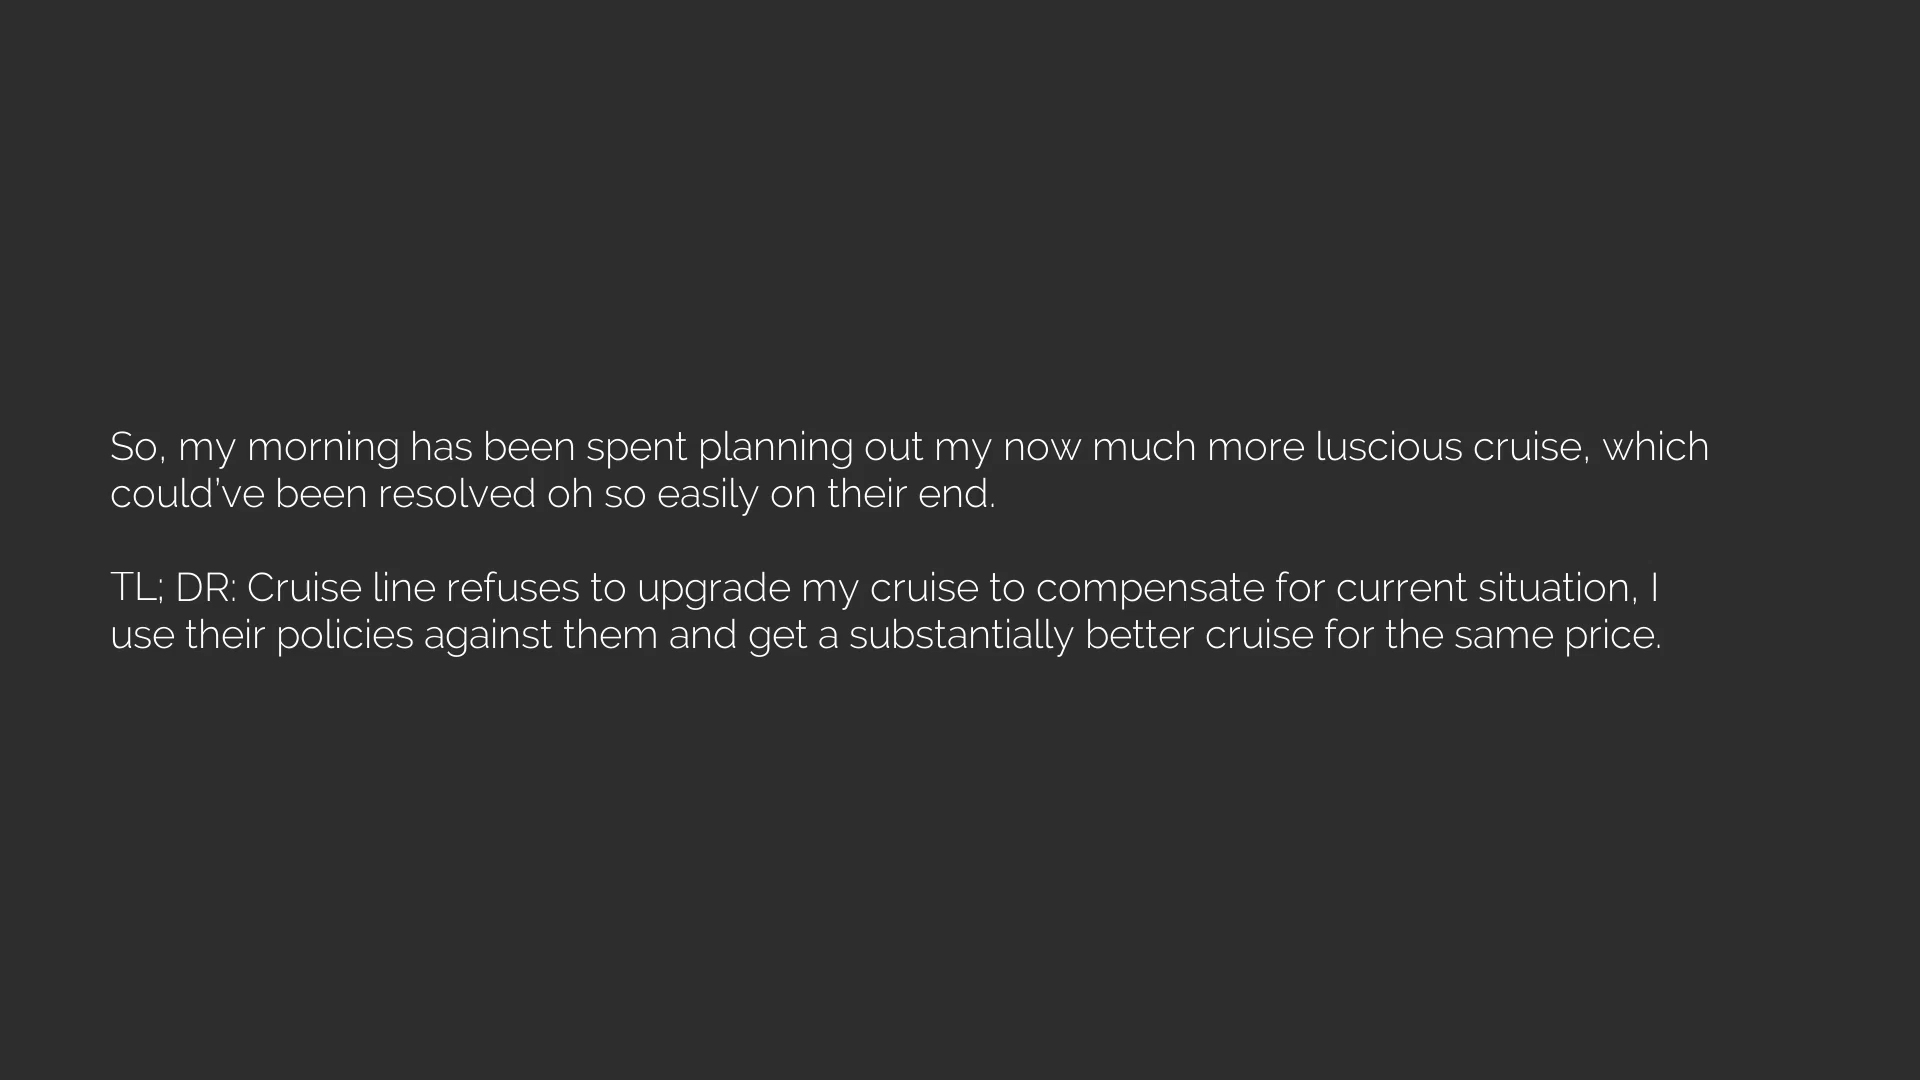 So, my morning has been spent planning out my now much more luscious cruise, which
could've been resolved oh so easily on their end.
TL; DR: Cruise line refuses to upgrade my cruise to compensate for current situation, I
use their policies against them and get a substantially better cruise for the same price.